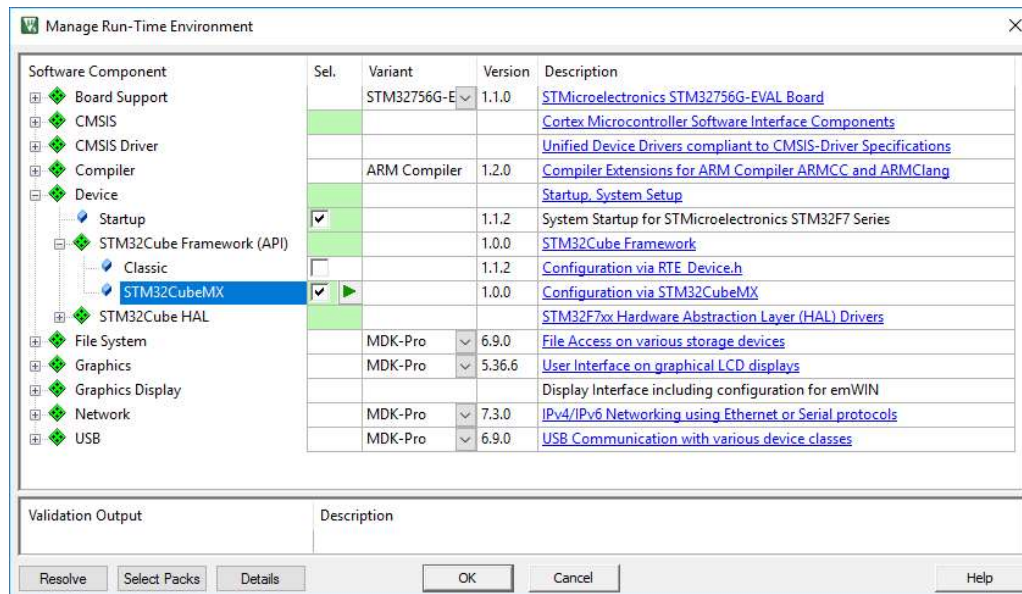 Manage Run-Time Environment
Software Component Sel. Variant Version Description
Board Support STM32756G-E 1.1.0 STMicroelectronics STM32756G-EVAL Board
CMSIS Cortex Microcontroller Software Interface Components
CMSIS Driver Unified Device Drivers compliant to CMSIS-Driver Specifications
Compiler ARM Compiler 1.2.0 Compiler Extensions for ARM Compiler ARMCC and ARMClang
Device Startup, System Setup
Startup 1.1.2 System Startup for STMicroelectronics STM32F7 Series
STM32Cube Framework (API) 1.0.0 STM32Cube Framework
Classic 1.1.2 Configuration via RTE_Device.h
STM32CubeMX 1.0.0 Configuration via STM32CubeMX
STM32Cube HAL STM32F7xx Hardware Abstraction Layer (HAL) Drivers
File System MDK-Pro 6.9.0 File Access on various storage devices
Graphics MDK-Pro 5.36.6 User Interface on graphical LCD displays
Graphics Display Display Interface including configuration for emWIN
Network MDK-Pro 7.3.0 IPv4/IPv6 Networking using Ethernet or Serial protocols
USB MDK-Pro 6.9.0 USB Communication with various device classes
Validation Output Description
Resolve Select Packs Details OK Cancel Help